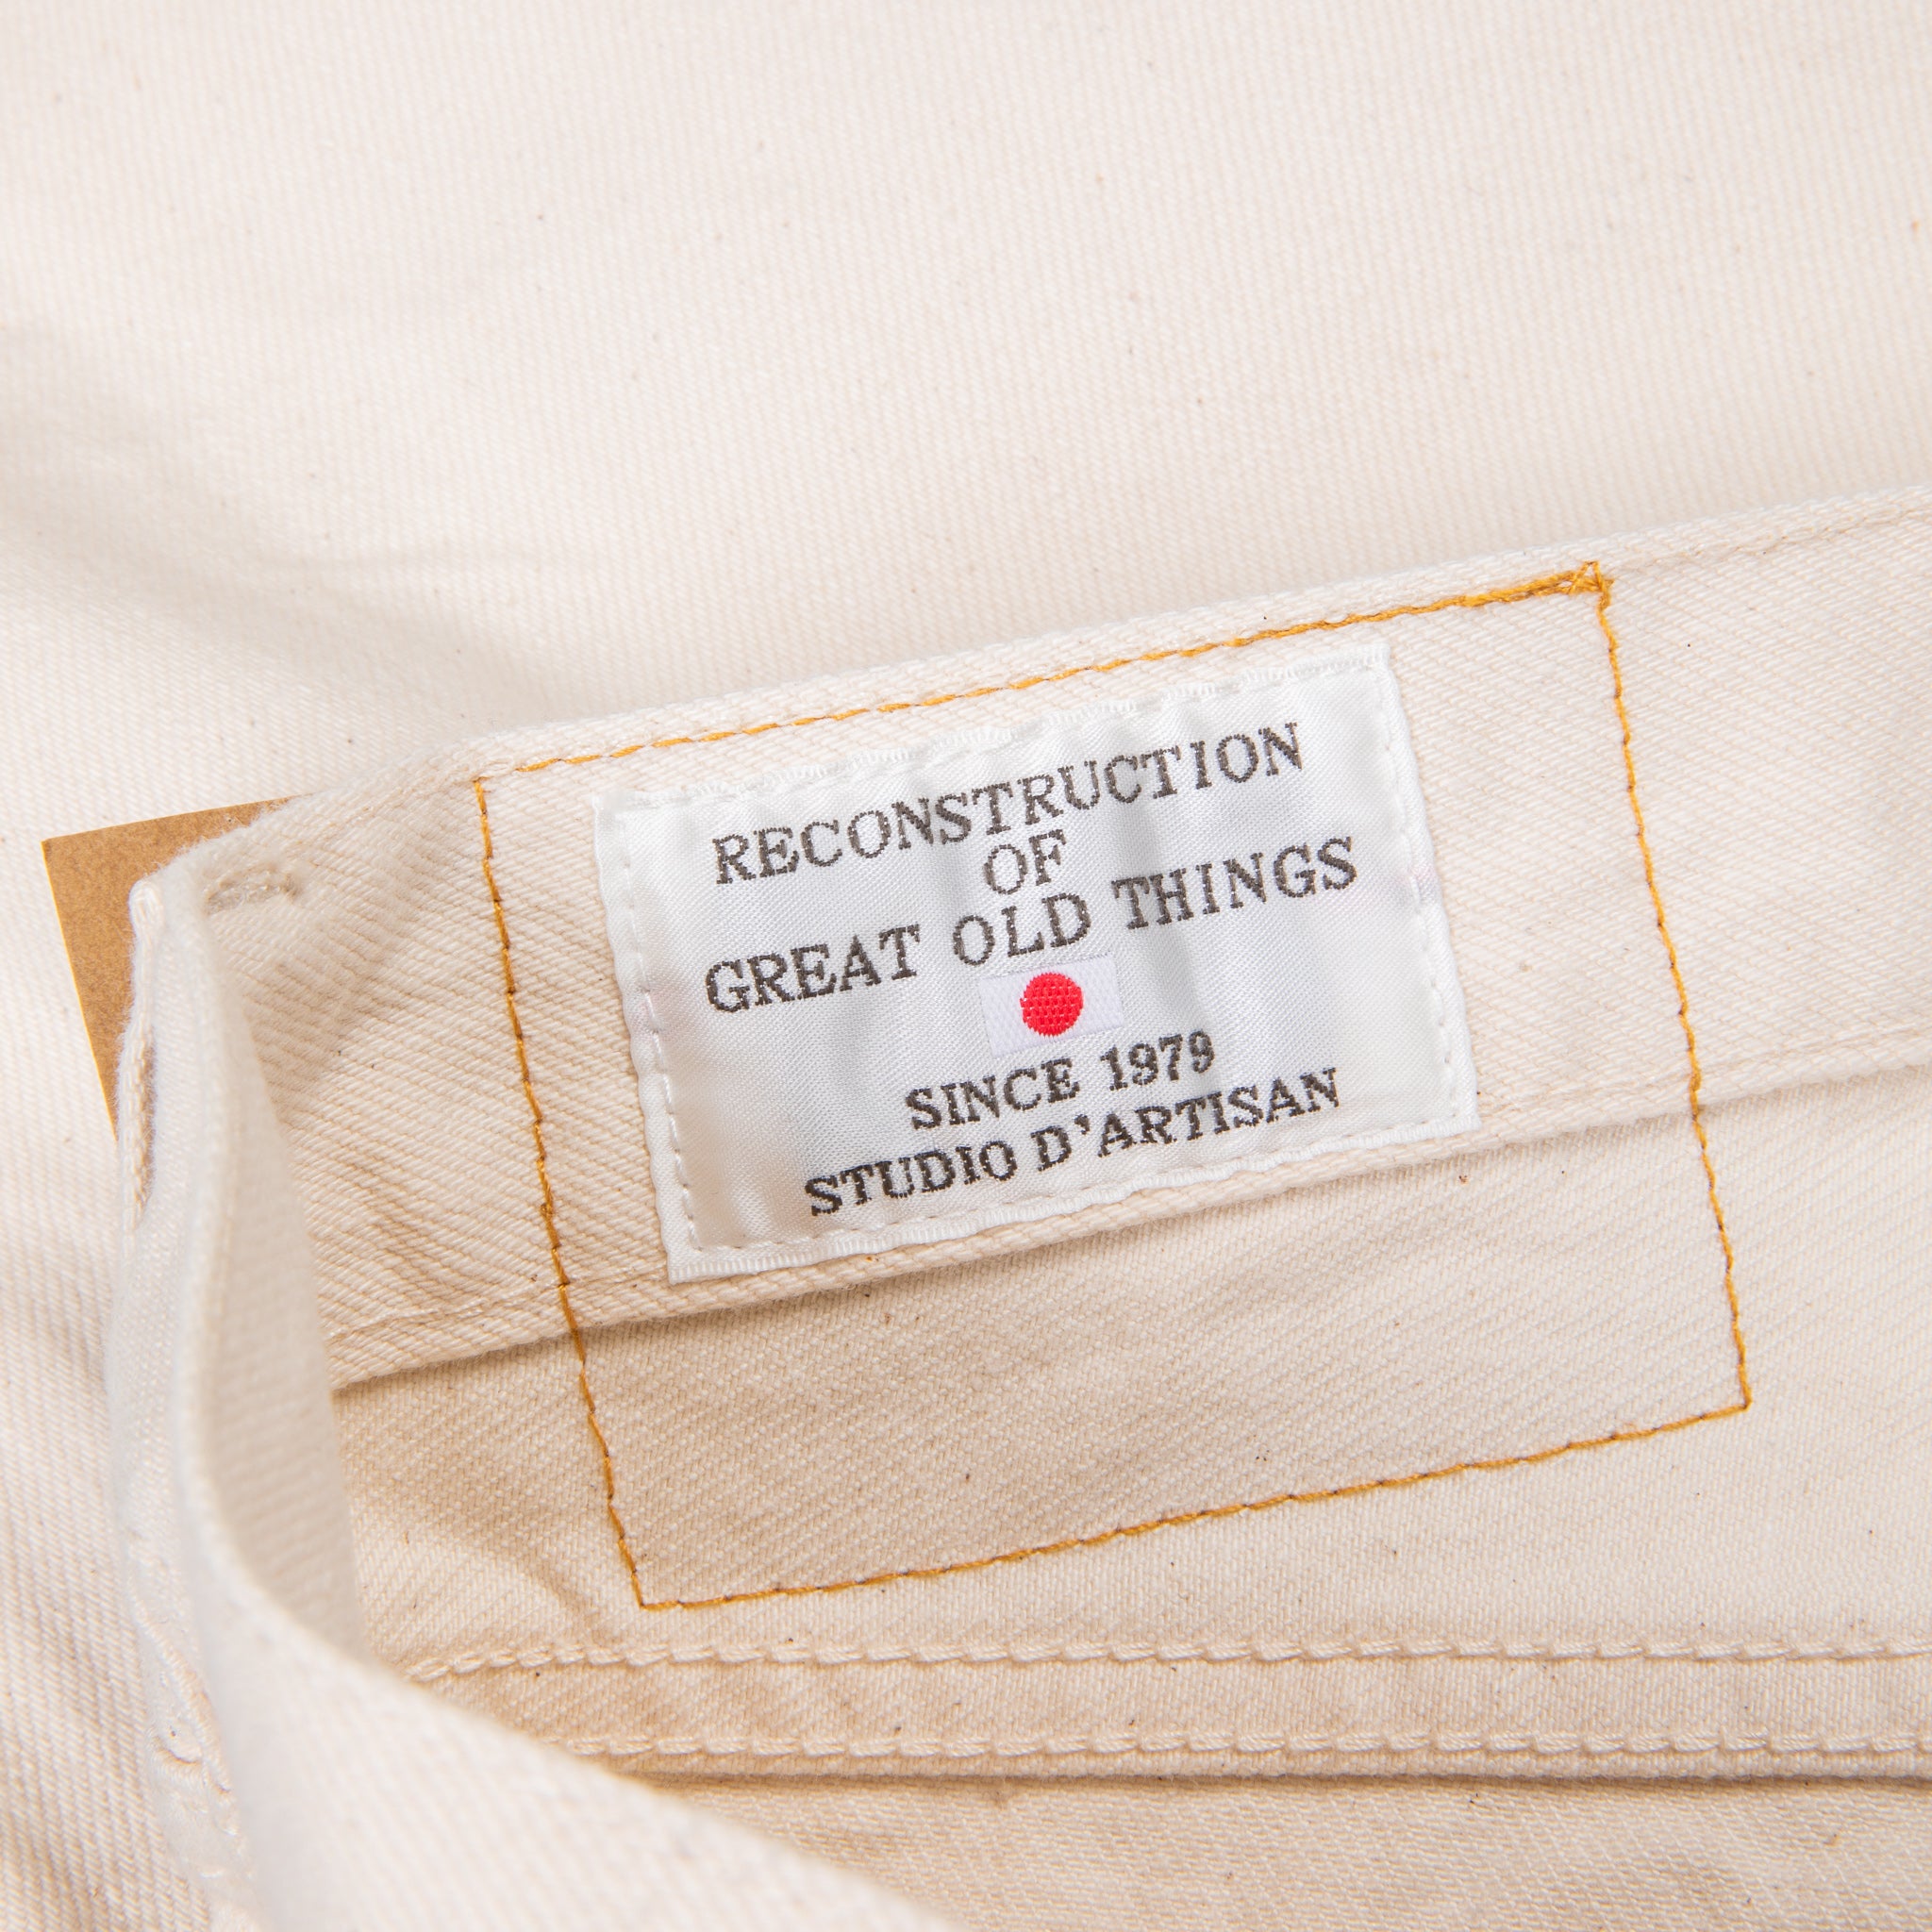 RECONSTRUCTION
OF
GREAT OLD THINGS
SINCE 1979
STUDIO D'ARTISAN